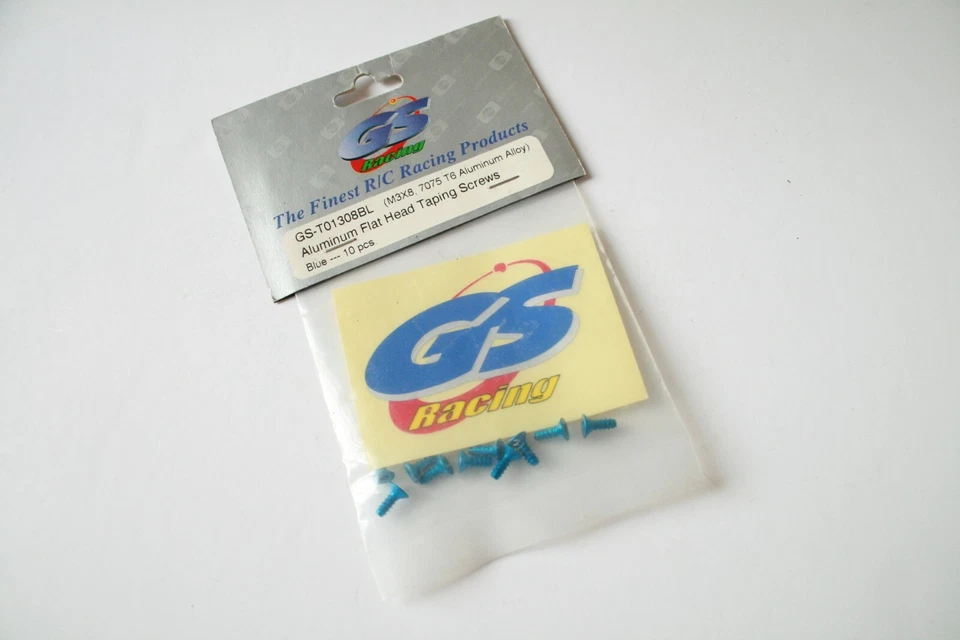 GS
Racing
The Finest R/C Racing Products
GS-T01308BL (M3X8, 7075 T6 Aluminum Alloy)
Aluminum Flat Head Taping Screws
Blue --- 10 pcs
GS
Racing